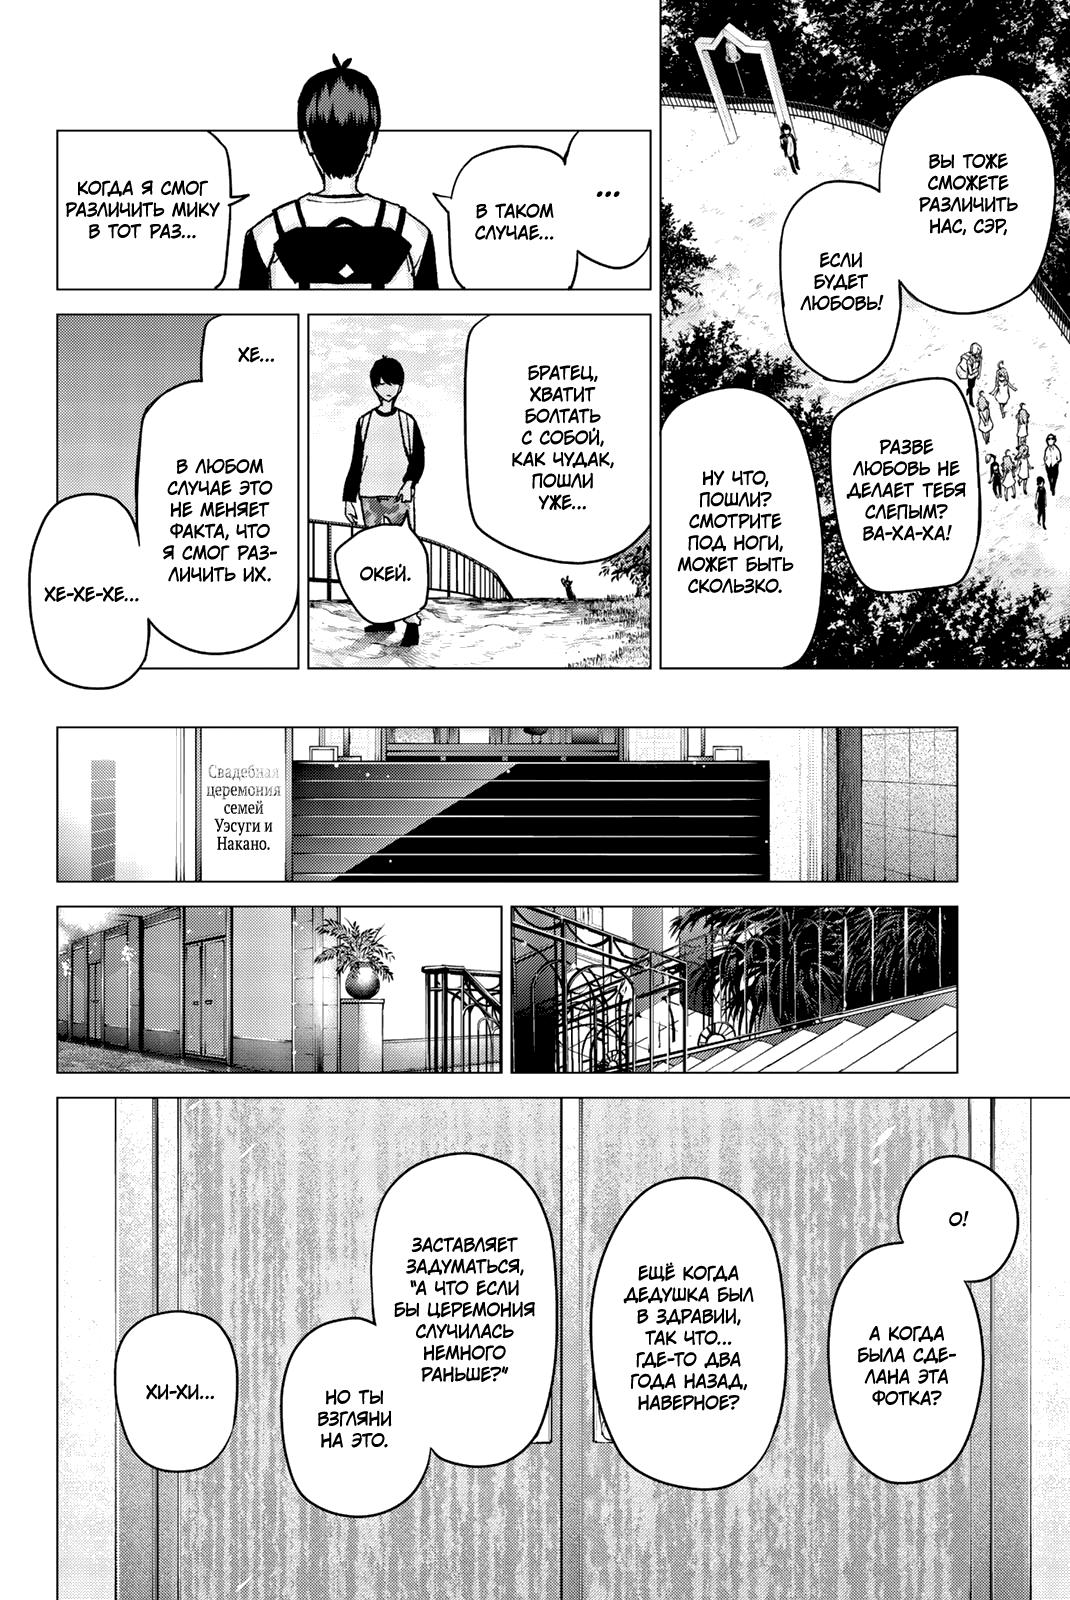 ВЫ ТОЖЕ
СМОЖЕТЕ
РАЗЛИЧИТЬ
НАС, СЭР,
ЕСЛИ
БУДЕТ
ЛЮБОВЬ!
РАЗВЕ
ЛЮБОВЬ НЕ
ДЕЛАЕТ ТЕБЯ
СЛЕПЫМ?
ВА-ХА-ХА!
НУ ЧТО,
ПОШЛИ?
СМОТРИТЕ
ПОД НОГИ,
МОЖЕТ БЫТЬ
СКОЛЬЗКО.
...
В ТАКОМ
СЛУЧАЕ...
КОГДА Я СМОГ
РАЗЛИЧИТЬ МИКУ
В ТОТ РАЗ...
БРАТЕЦ,
ХВАТИТ
БОЛТАТЬ
С СОБОЙ,
КАК ЧУДАК,
ПОШЛИ
УЖЕ...
ОКЕЙ.
ХЕ...
В ЛЮБОМ
СЛУЧАЕ ЭТО
НЕ МЕНЯЕТ
ФАКТА, ЧТО
Я СМОГ РАЗ-
ЛИЧИТЬ ИХ.
ХЕ-ХЕ-ХЕ...
Свадебная
церемония
семей
Уэсуги и
Накано.
О!
А КОГДА
БЫЛА СДЕ-
ЛАНА ЭТА
ФОТКА?
ЕЩЁ КОГДА
ДЕДУШКА БЫЛ
В ЗДРАВИИ,
ТАК ЧТО...
ГДЕ-ТО ДВА
ГОДА НАЗАД,
НАВЕРНОЕ?
ЗАСТАВЛЯЕТ
ЗАДУМАТЬСЯ,
"А ЧТО ЕСЛИ
БЫ ЦЕРЕМОНИЯ
СЛУЧИЛАСЬ
НЕМНОГО
РАНЬШЕ?"
НО ТЫ
ВЗГЛЯНИ
НА ЭТО.
ХИ-ХИ...